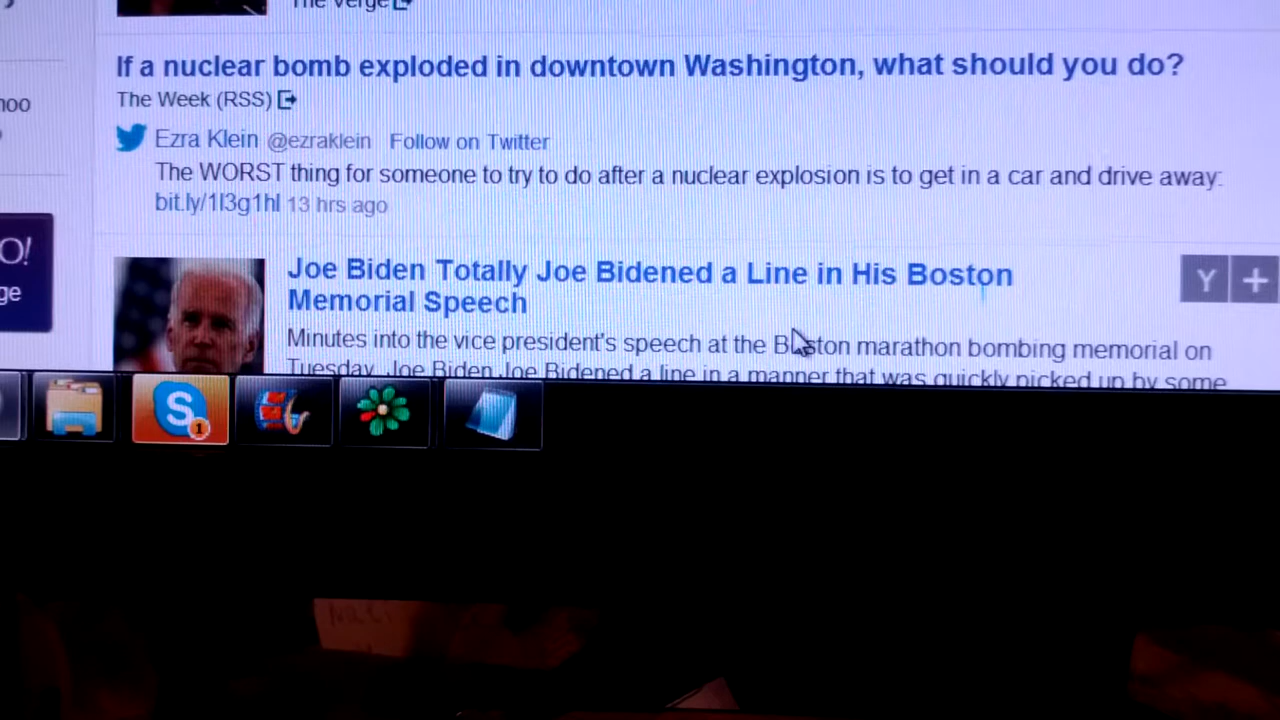 The Verge
If a nuclear bomb exploded in downtown Washington, what should you do?
The Week (RSS)
Ezra Klein @ezraklein Follow on Twitter
The WORST thing for someone to try to do after a nuclear explosion is to get in a car and drive away:
bit.ly/1l3g1hl 13 hrs ago
Joe Biden Totally Joe Bidened a Line in His Boston
Memorial Speech
Y +
Minutes into the vice president's speech at the Boston marathon bombing memorial on
Tuesday, Joe Biden Joe Bidened a line in a manner that was quickly picked up by some
hoo
O!
ge
S
1